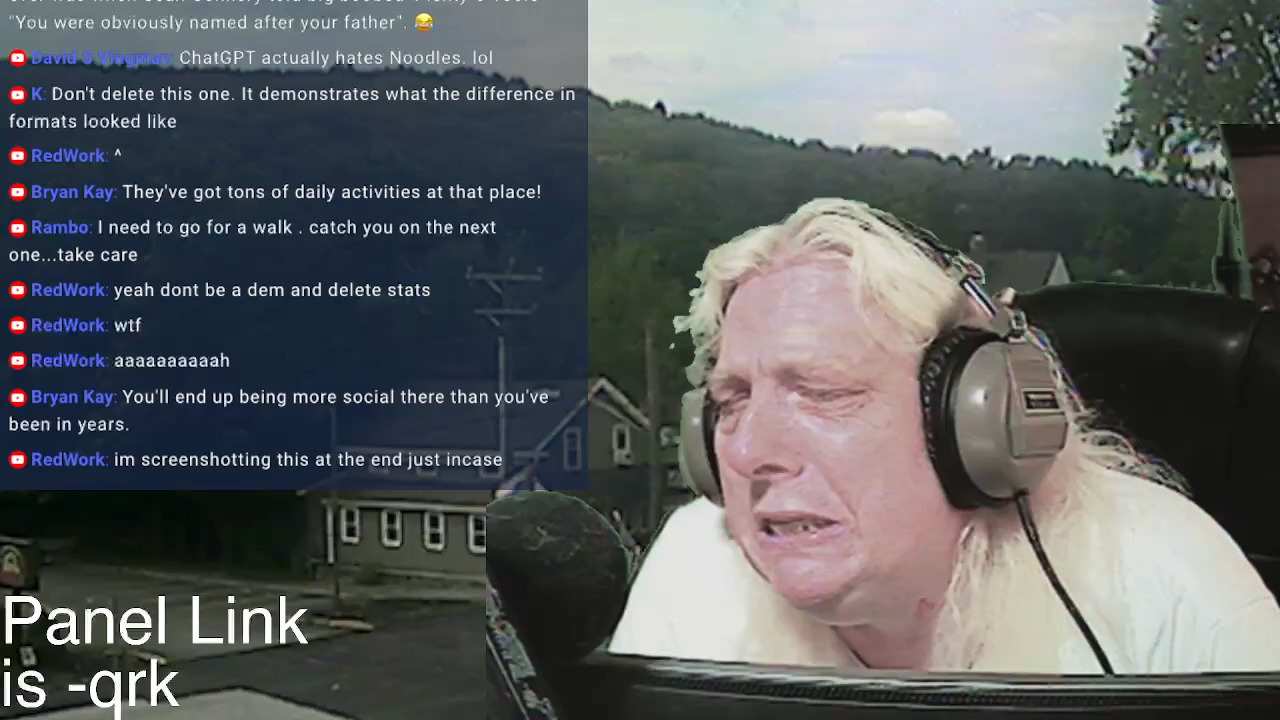 "You were obviously named after your father". 😂
David S Vingman: ChatGPT actually hates Noodles. lol
K: Don't delete this one. It demonstrates what the difference in
formats looked like
RedWork: ^
Bryan Kay: They've got tons of daily activities at that place!
Rambo: I need to go for a walk . catch you on the next
one...take care
RedWork: yeah dont be a dem and delete stats
RedWork: wtf
RedWork: aaaaaaaaaah
Bryan Kay: You'll end up being more social there than you've
been in years.
RedWork: im screenshotting this at the end just incase
Panel Link
is -qrk